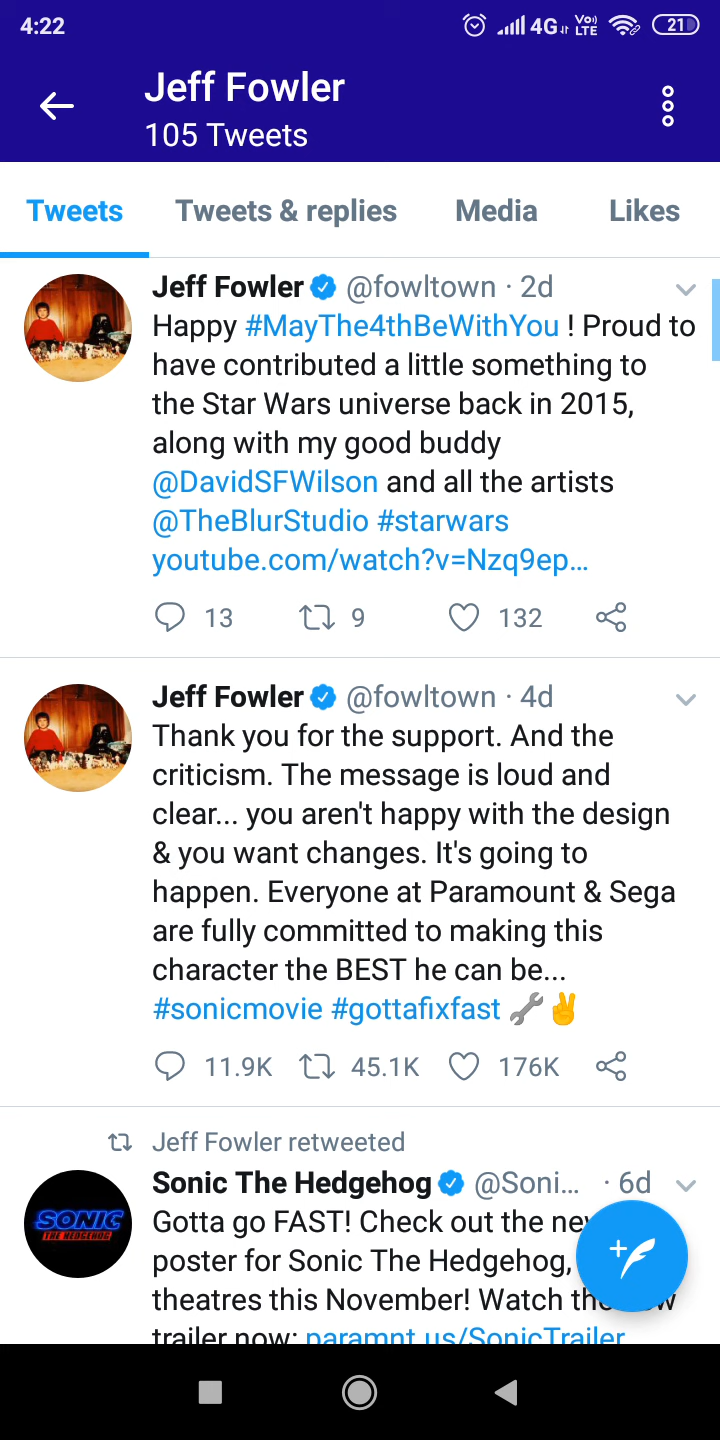 4:22 4G Vo) LTE 21
Jeff Fowler
105 Tweets
Tweets Tweets & replies Media Likes
Jeff Fowler @fowltown · 2d
Happy #MayThe4thBeWithYou ! Proud to
have contributed a little something to
the Star Wars universe back in 2015,
along with my good buddy
@DavidSFWilson and all the artists
@TheBlurStudio #starwars
youtube.com/watch?v=Nzq9ep...
13 9 132
Jeff Fowler @fowltown · 4d
Thank you for the support. And the
criticism. The message is loud and
clear... you aren't happy with the design
& you want changes. It's going to
happen. Everyone at Paramount & Sega
are fully committed to making this
character the BEST he can be...
#sonicmovie #gottafixfast 🔧✌
11.9K 45.1K 176K
Jeff Fowler retweeted
SONIC THE HEDGEHOG
Sonic The Hedgehog @Soni... · 6d
Gotta go FAST! Check out the
poster for Sonic The Hedgehog,
theatres this November! Watch
trailer now: paramnt.us/SonicTrailer